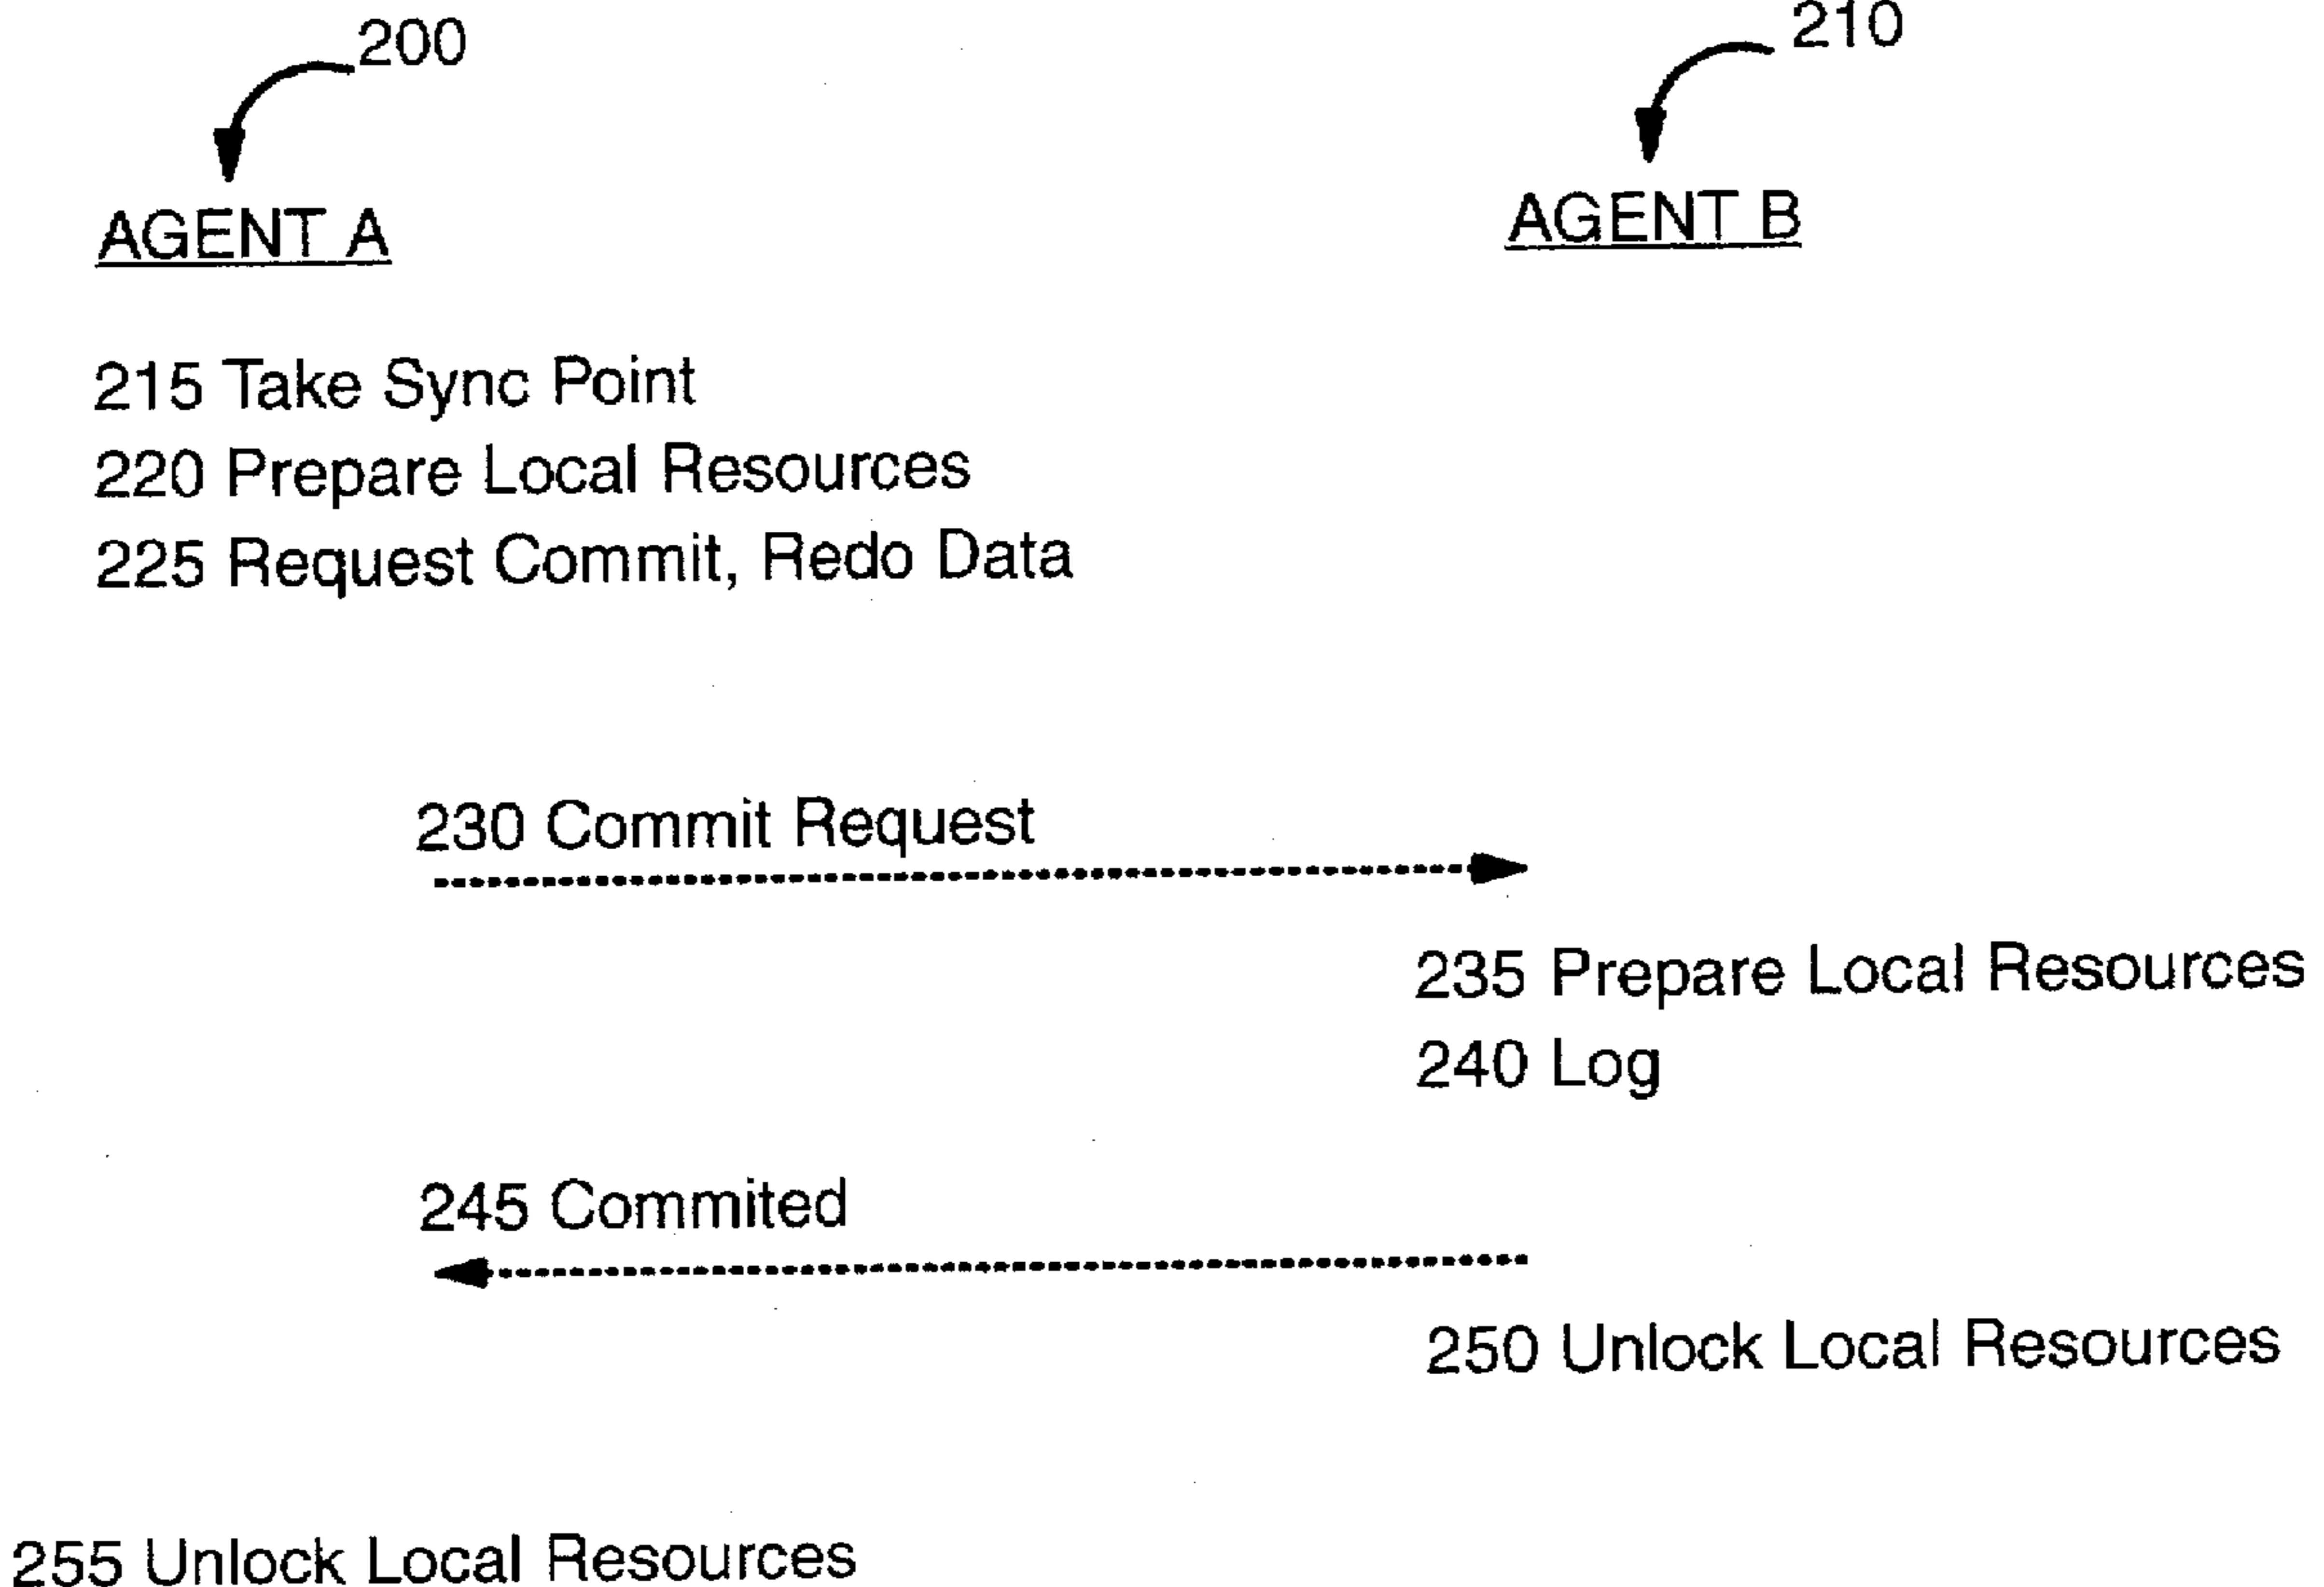 200
210
AGENT A
AGENT B
215 Take Sync Point
220 Prepare Local Resources
225 Request Commit, Redo Data
230 Commit Request
235 Prepare Local Resources
240 Log
245 Commited
250 Unlock Local Resources
255 Unlock Local Resources